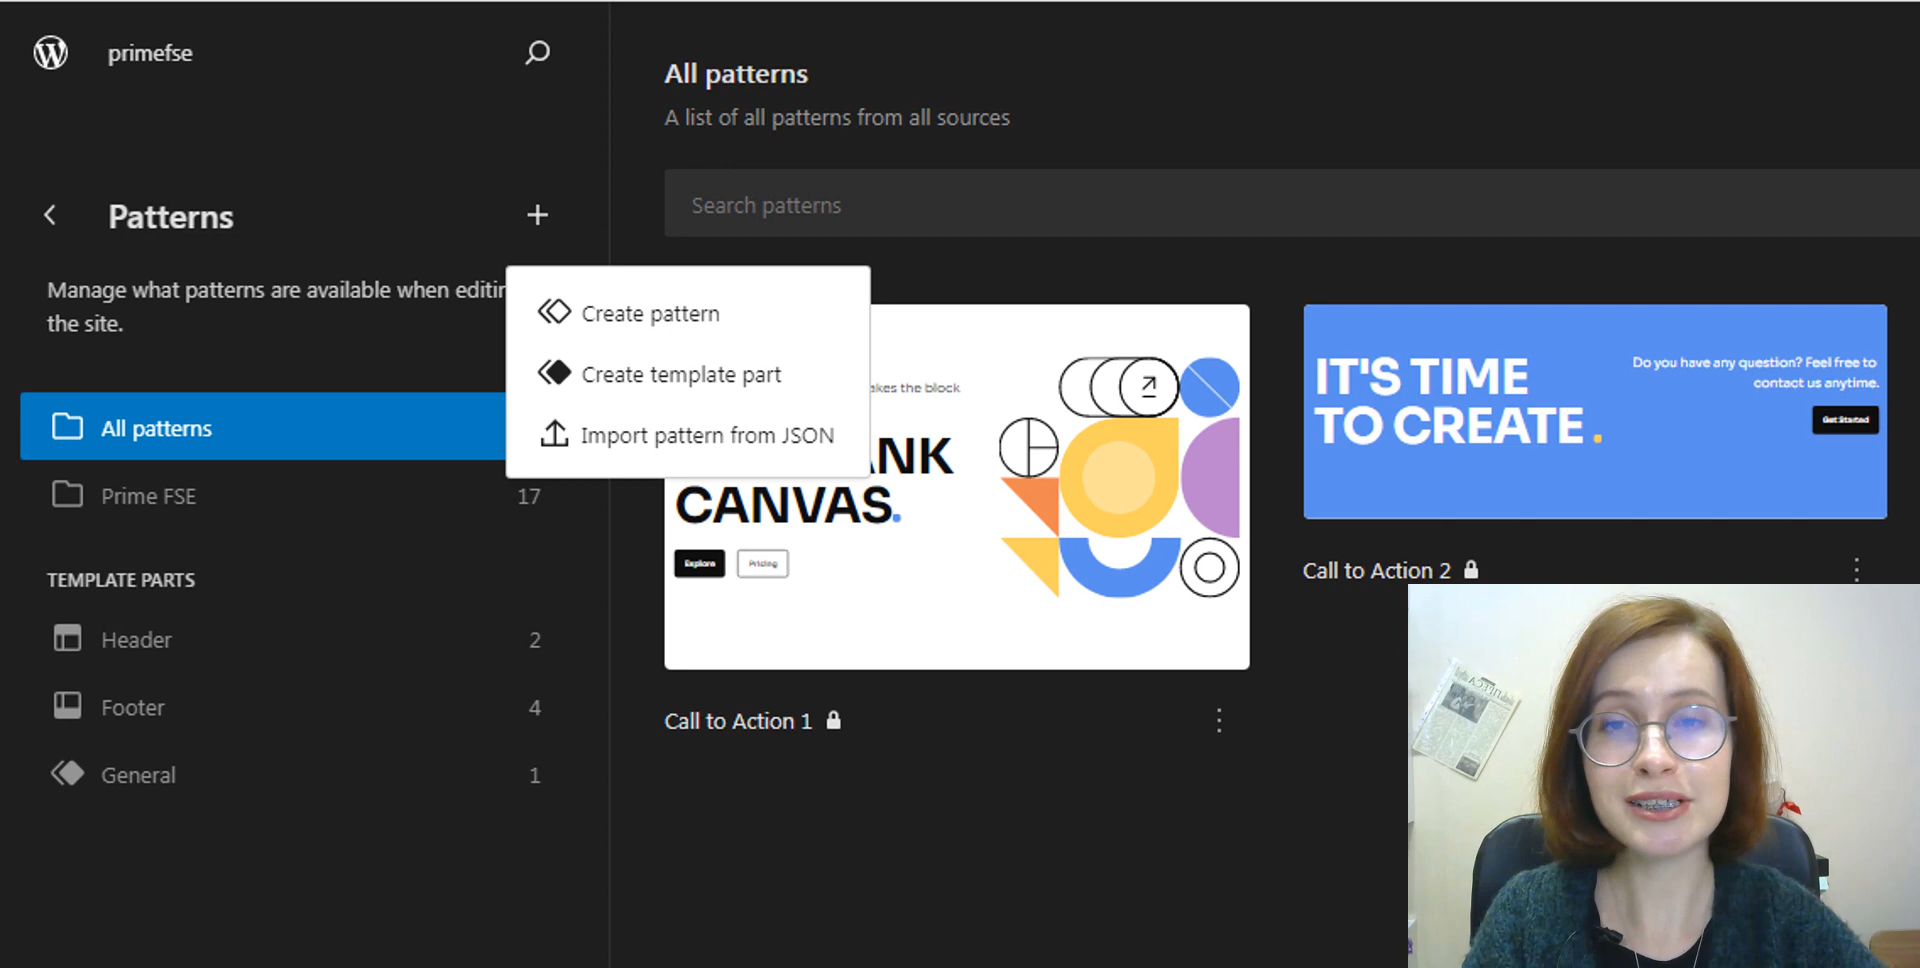 primefse
Patterns
Manage what patterns are available when editin
the site.
All patterns
Prime FSE 17
TEMPLATE PARTS
Header 2
Footer 4
General 1
Create pattern
Create template part
Import pattern from JSON
All patterns
A list of all patterns from all sources
Search patterns
akes the block
ANK
CANVAS.
Explore Pricing
Call to Action 1
IT'S TIME
TO CREATE.
Do you have any question? Feel free to
contact us anytime.
Get Started
Call to Action 2